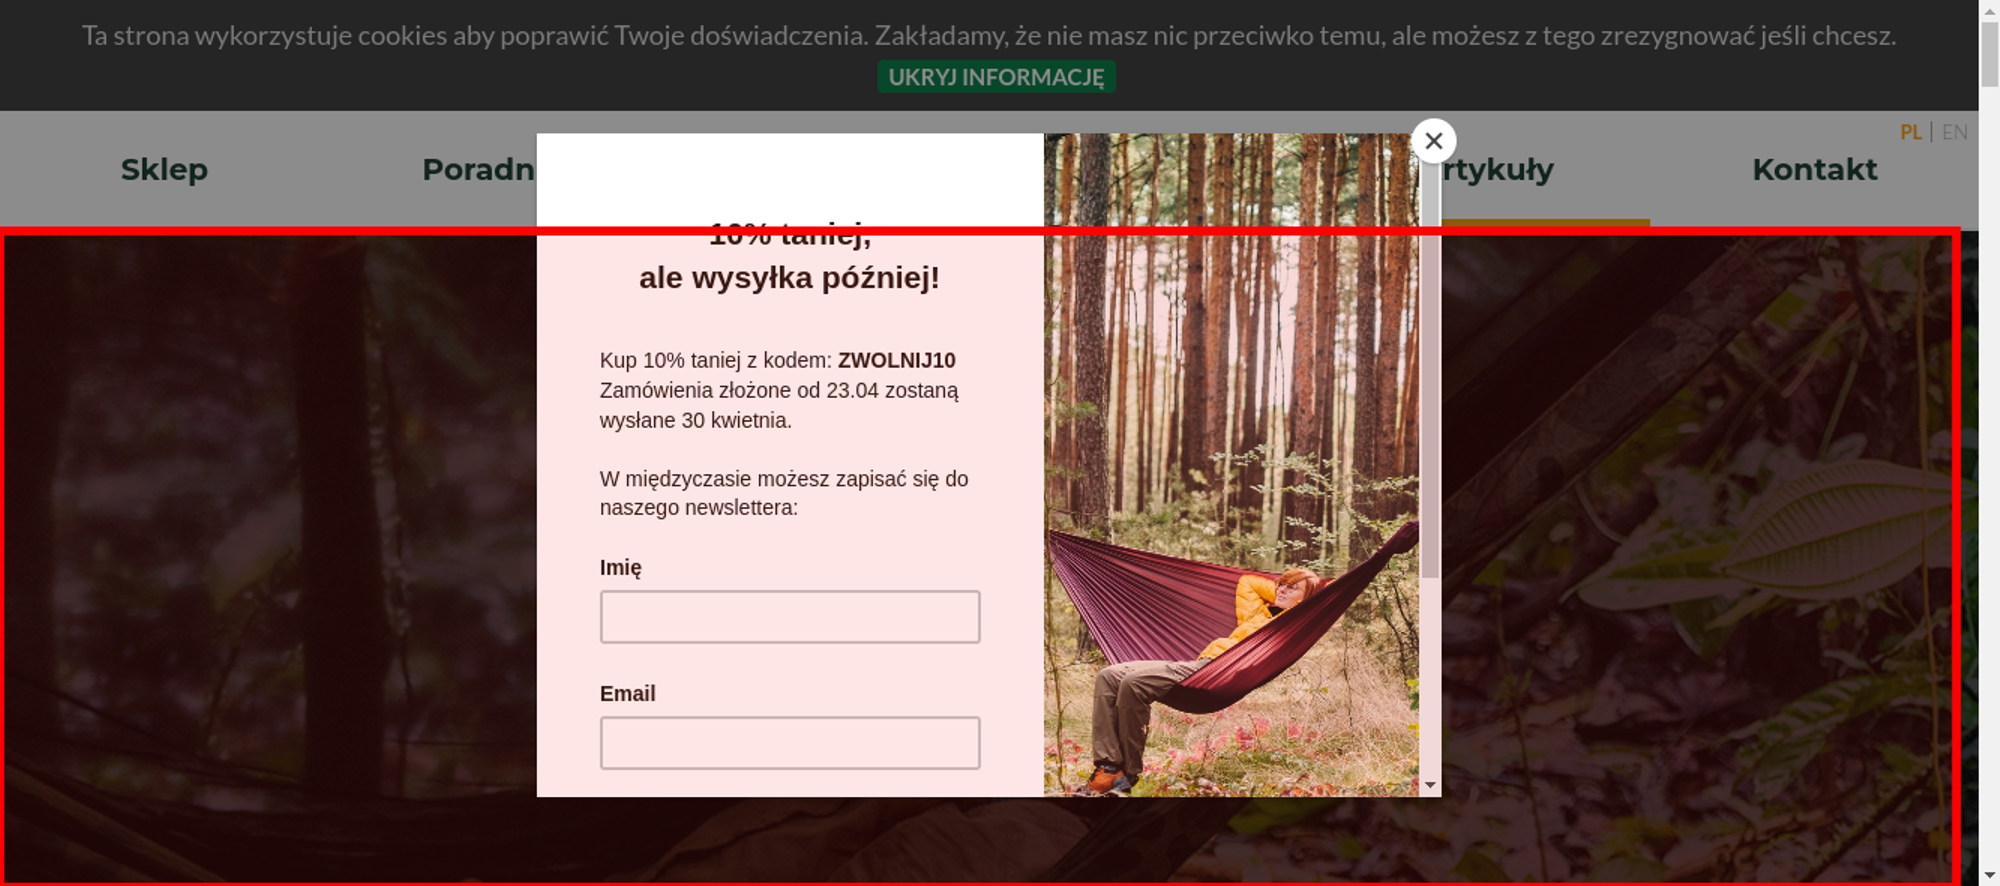 Ta strona wykorzystuje cookies aby poprawić Twoje doświadczenia. Zakładamy, że nie masz nic przeciwko temu, ale możesz z tego zrezygnować jeśli chcesz.
UKRYJ INFORMACJĘ
PL | EN
Sklep Poradn rtykuły Kontakt
10% taniej,
ale wysyłka później!
Kup 10% taniej z kodem: ZWOLNIJ10
Zamówienia złożone od 23.04 zostaną
wysłane 30 kwietnia.
W międzyczasie możesz zapisać się do
naszego newslettera:
Imię
Email